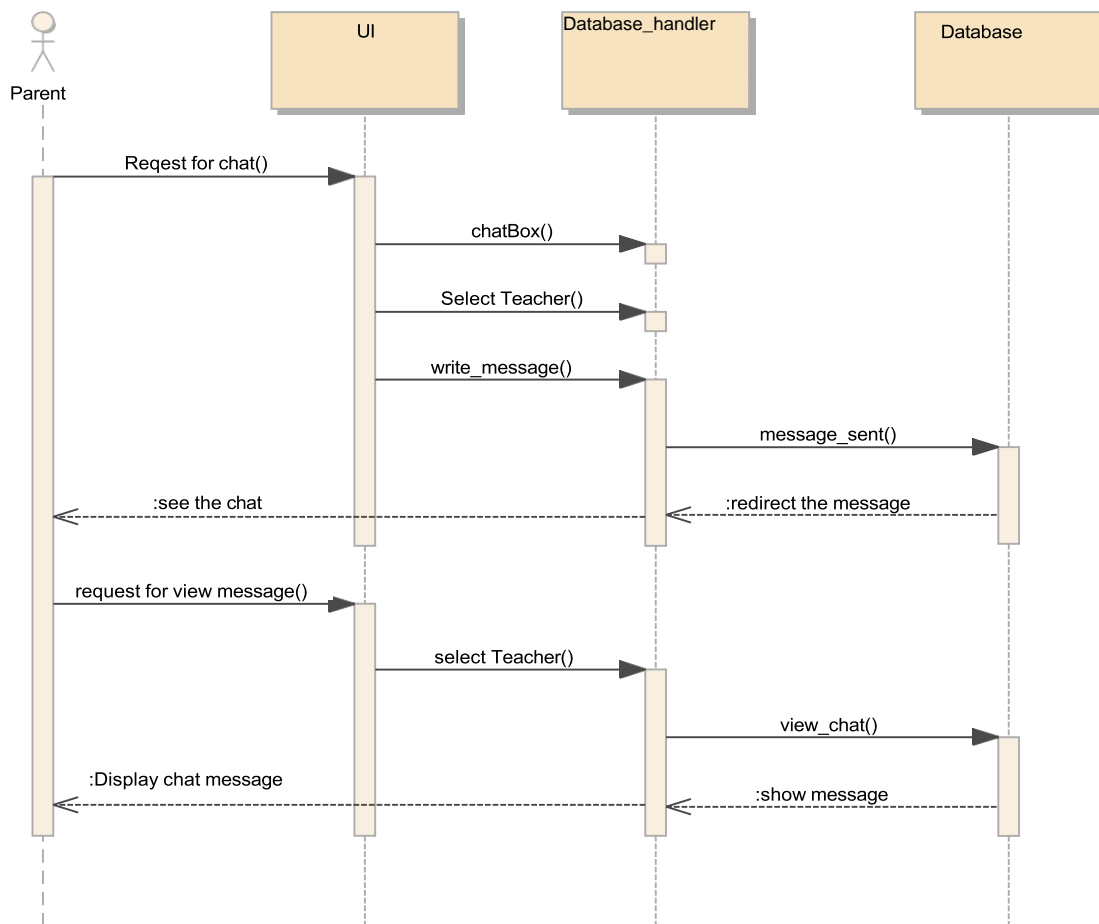 Parent
UI
Database_handler
Database
Reqest for chat()
chatBox()
Select Teacher()
write_message()
message_sent()
:see the chat
:redirect the message
request for view message()
select Teacher()
view_chat()
:Display chat message
:show message